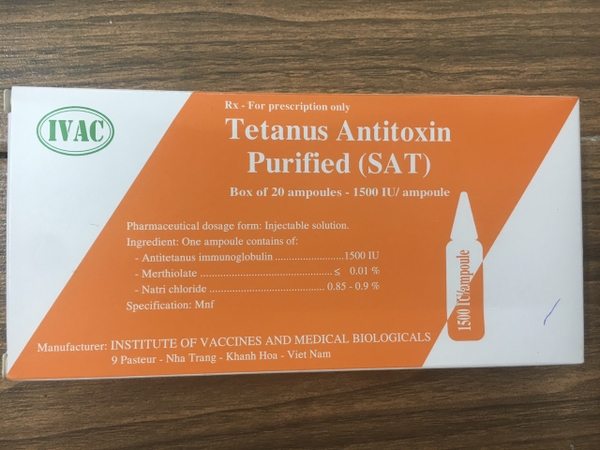 IVAC
Rx - For prescription only
Tetanus Antitoxin
Purified (SAT)
Box of 20 ampoules - 1500 IU/ ampoule
Pharmaceutical dosage form: Injectable solution.
Ingredient: One ampoule contains of:
- Antitetanus immunoglobulin ........................1500 IU
- Merthiolate .............................................. ≤ 0.01 %
- Natri chloride ........................................ 0.85 - 0.9 %
Specification: Mnf
1500 IU/ampoule
Manufacturer: INSTITUTE OF VACCINES AND MEDICAL BIOLOGICALS
9 Pasteur - Nha Trang - Khanh Hoa - Viet Nam